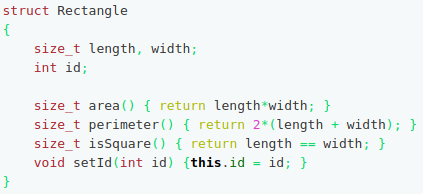 struct Rectangle
{
    size_t length, width;
    int id;

    size_t area() { return length*width; }
    size_t perimeter() { return 2*(length + width); }
    size_t isSquare() { return length == width; }
    void setId(int id) {this.id = id; }
}